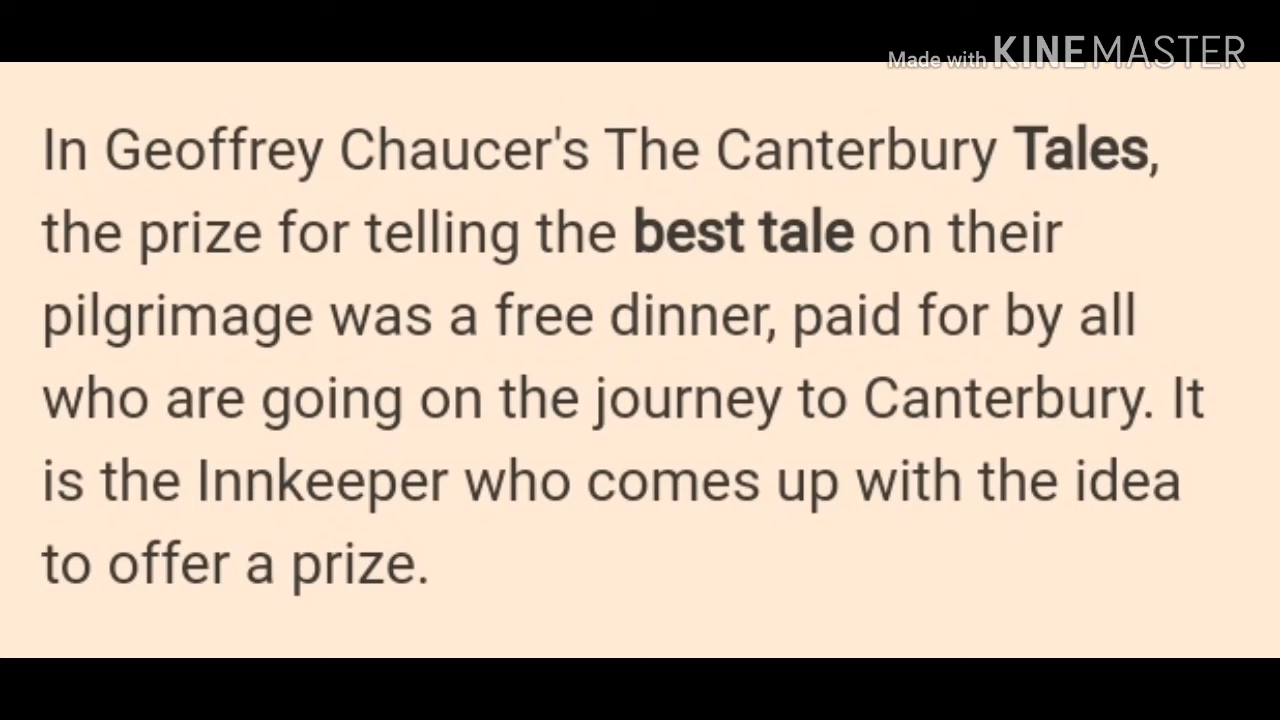 Made with KINEMASTER
In Geoffrey Chaucer's The Canterbury Tales,
the prize for telling the best tale on their
pilgrimage was a free dinner, paid for by all
who are going on the journey to Canterbury. It
is the Innkeeper who comes up with the idea
to offer a prize.